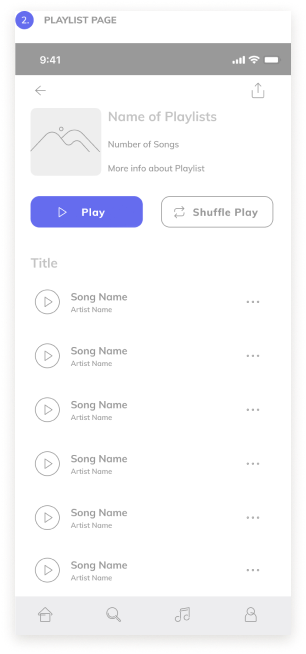 2. PLAYLIST PAGE
9:41
Name of Playlists
Number of Songs
More info about Playlist
Play
Shuffle Play
Title
Song Name
Artist Name
Song Name
Artist Name
Song Name
Artist Name
Song Name
Artist Name
Song Name
Artist Name
Song Name
Artist Name